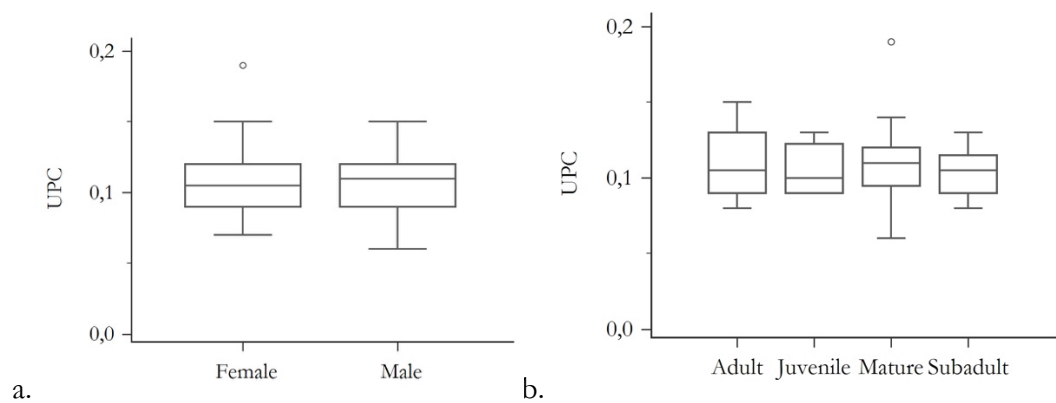 0,2
0,1
0,0
UPC
Female Male
a.
0,2
0,1
0,0
UPC
Adult Juvenile Mature Subadult
b.